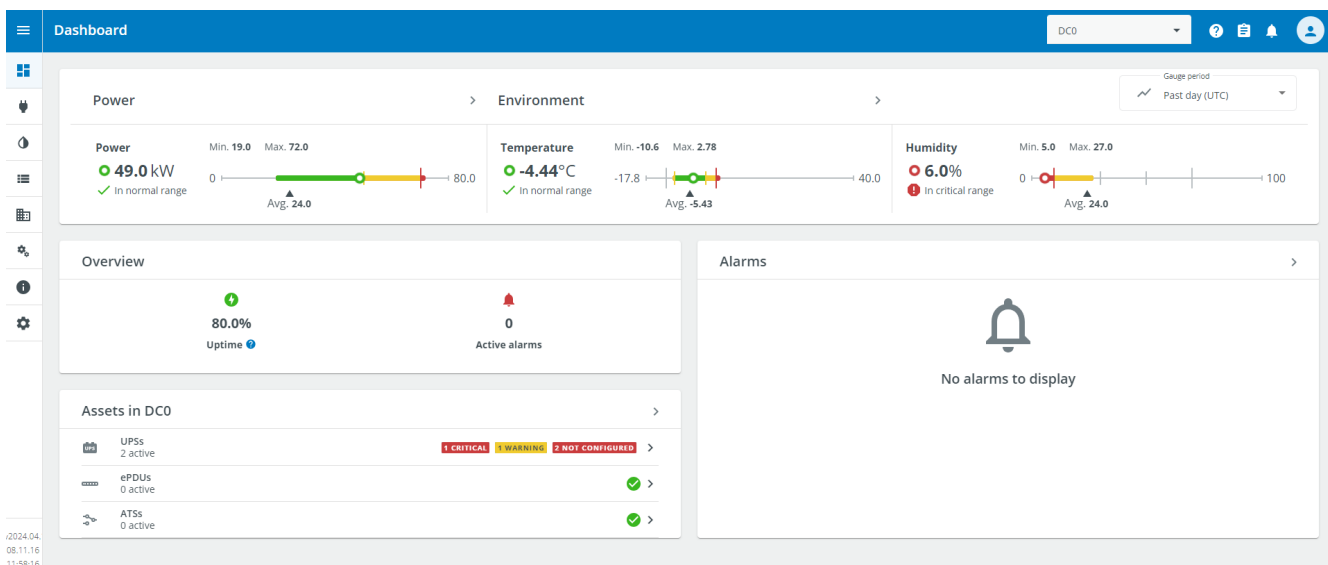 Dashboard
DC0
Power
Environment
Gauge period
Past day (UTC)
Power
49.0 kW
In normal range
Min. 19.0 Max. 72.0
0
80.0
Avg. 24.0
Temperature
-4.44°C
In normal range
Min. -10.6 Max. 2.78
-17.8
40.0
Avg. -5.43
Humidity
6.0%
In critical range
Min. 5.0 Max. 27.0
0
100
Avg. 24.0
Overview
80.0%
Uptime ?
0
Active alarms
Alarms
No alarms to display
Assets in DC0
UPSs
2 active
1 CRITICAL 1 WARNING 2 NOT CONFIGURED
ePDUs
0 active
ATSs
0 active
2024.04.
08.11.16
11:58:16